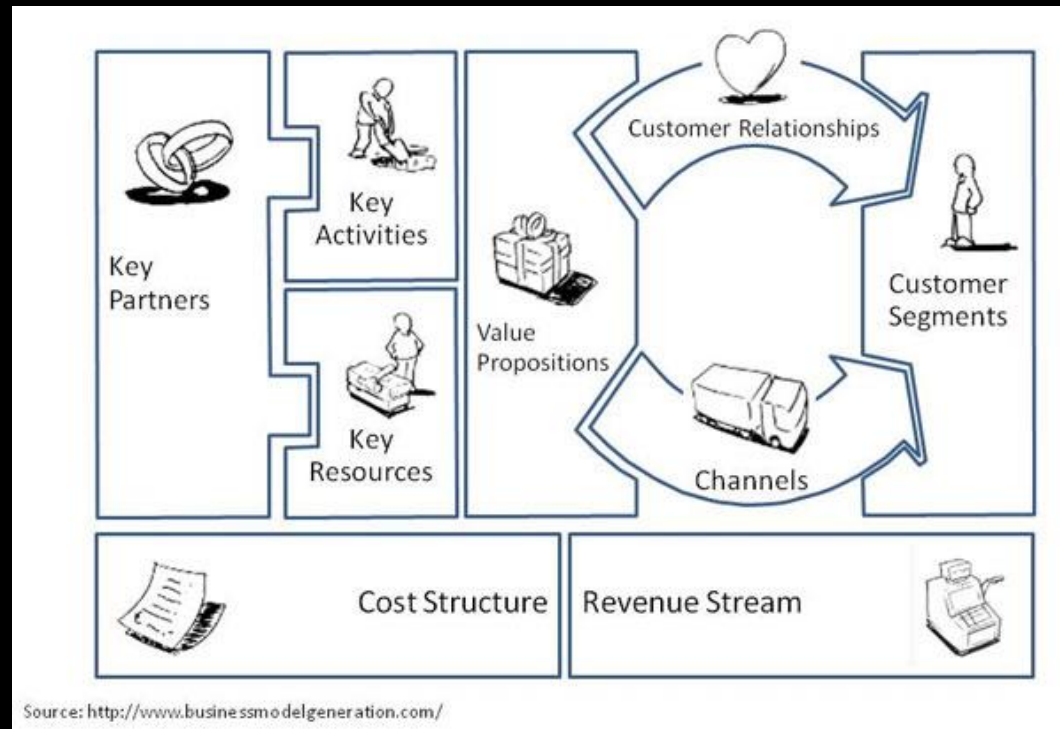 Key
Partners
Key
Activities
Key
Resources
Value
Propositions
Customer Relationships
Channels
Customer
Segments
Cost Structure
Revenue Stream
Source: http://www.businessmodelgeneration.com/